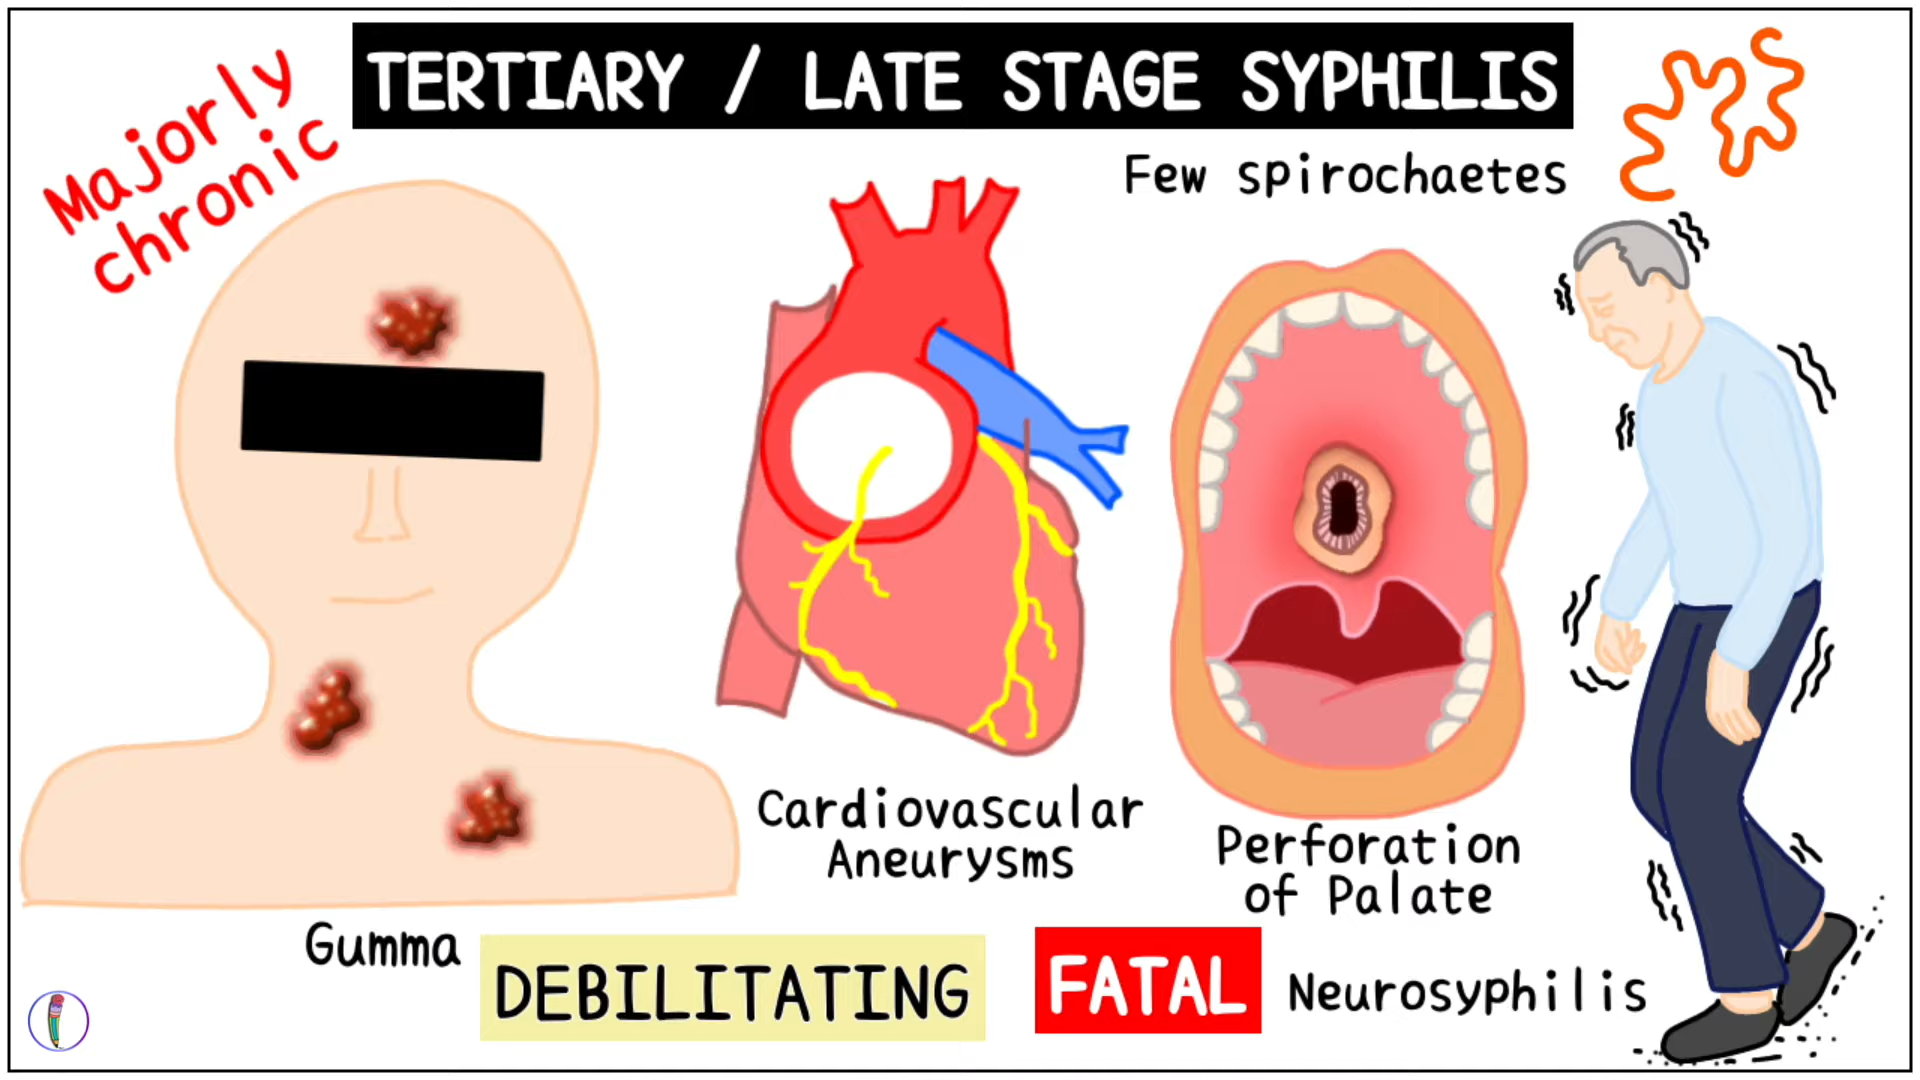 TERTIARY / LATE STAGE SYPHILIS
Majorly
chronic
Few spirochaetes
Cardiovascular
Aneurysms
Perforation
of Palate
Gumma
DEBILITATING
FATAL
Neurosyphilis